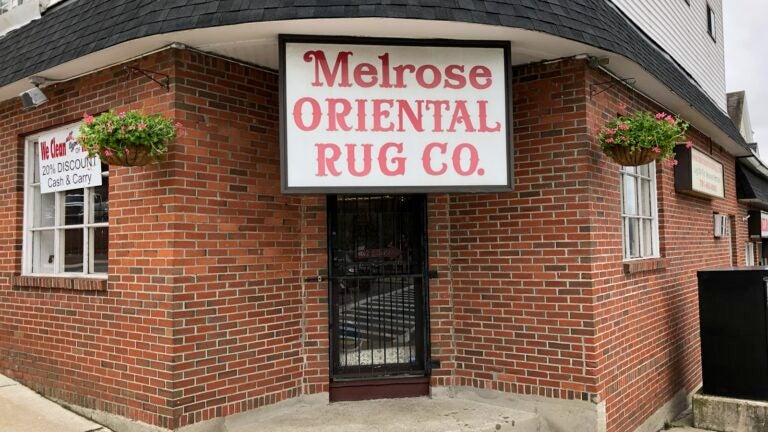 We Clean
20% DISCOUNT
Cash & Carry
Melrose
ORIENTAL
RUG CO.